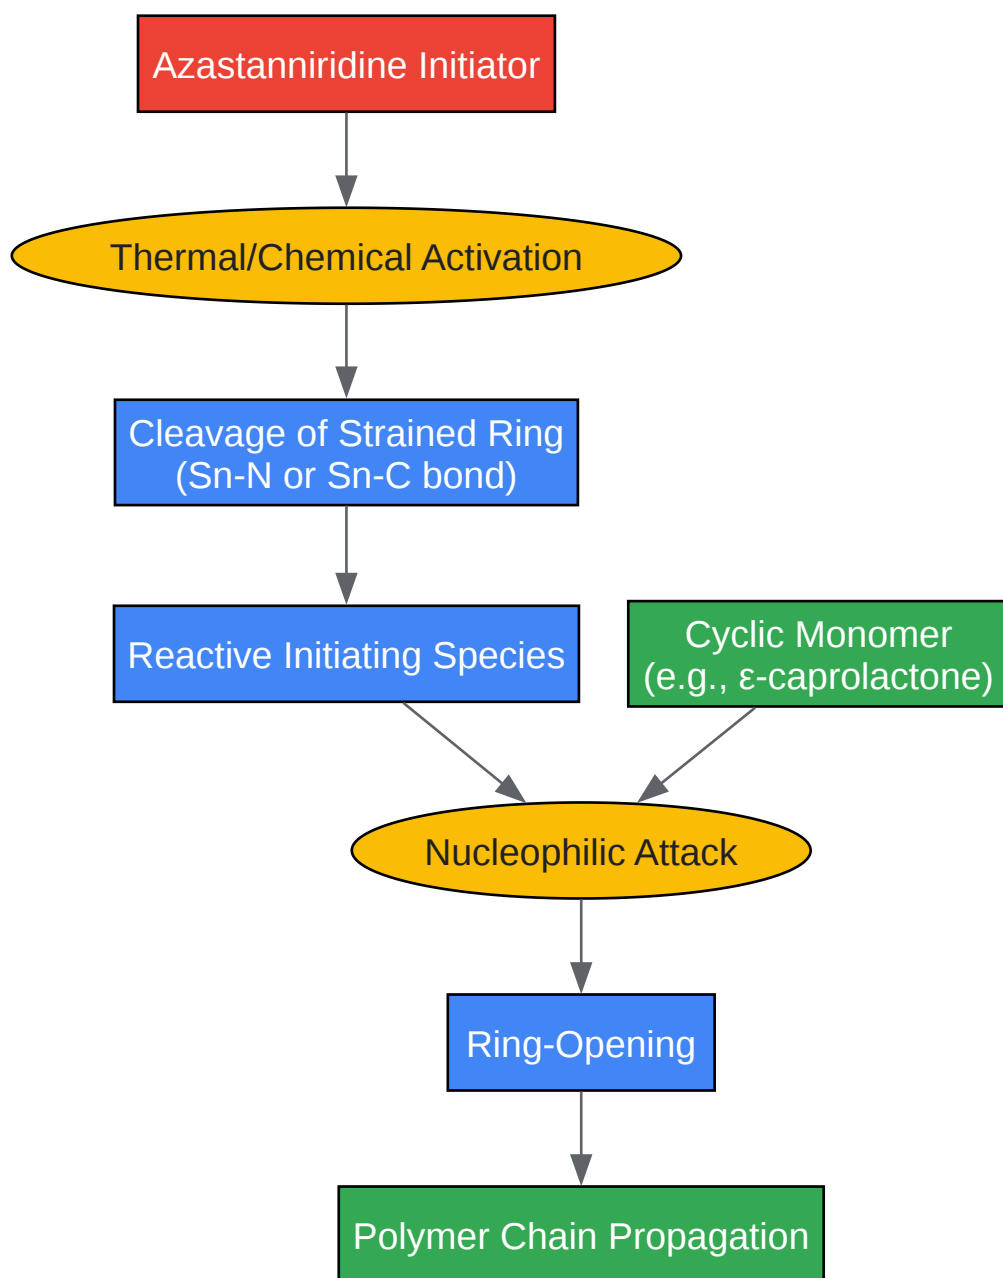 Azastanniridine Initiator
Thermal/Chemical Activation
Cleavage of Strained Ring
(Sn-N or Sn-C bond)
Reactive Initiating Species
Cyclic Monomer
(e.g., ε-caprolactone)
Nucleophilic Attack
Ring-Opening
Polymer Chain Propagation